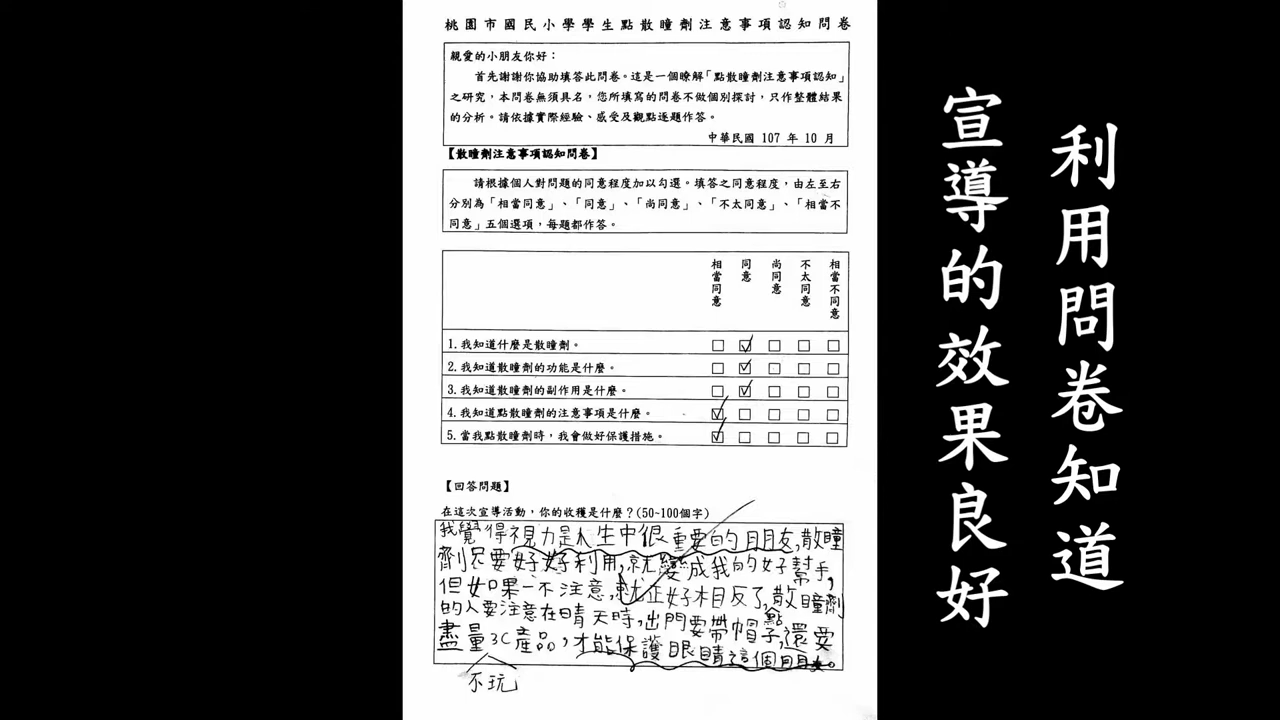 桃園市國民小學學生點散瞳劑注意事項認知問卷
親愛的小朋友你好：
首先謝謝你協助填答此問卷。這是一個瞭解「點散瞳劑注意事項認知」
之研究，本問卷無須具名，您所填寫的問卷不做個別探討，只作整體結果
的分析。請依據實際經驗、感受及觀點逐題作答。
中華民國 107 年 10 月
【散瞳劑注意事項認知問卷】
請根據個人對問題的同意程度加以勾選。填答之同意程度，由左至右
分別為「相當同意」、「同意」、「尚同意」、「不太同意」、「相當不
同意」五個選項，每題都作答。
相當同意
同意
尚同意
不太同意
相當不同意
1.我知道什麼是散瞳劑。
2.我知道散瞳劑的功能是什麼。
3.我知道散瞳劑的副作用是什麼。
4.我知道點散瞳劑的注意事項是什麼。
5.當我點散瞳劑時，我會做好保護措施。
【回答問題】
在這次宣導活動，你的收穫是什麼？(50~100個字)
我覺得視力是人生中很重要的朋友,散瞳
劑只要好好利用,就變成我的好幫手,
但如果一不注意,就正好相反了,點散瞳劑
的人要注意在晴天時,出門要帶帽子,還要
盡量不玩3C產品,才能保護眼睛這個朋友。
利用問卷知道
宣導的效果良好